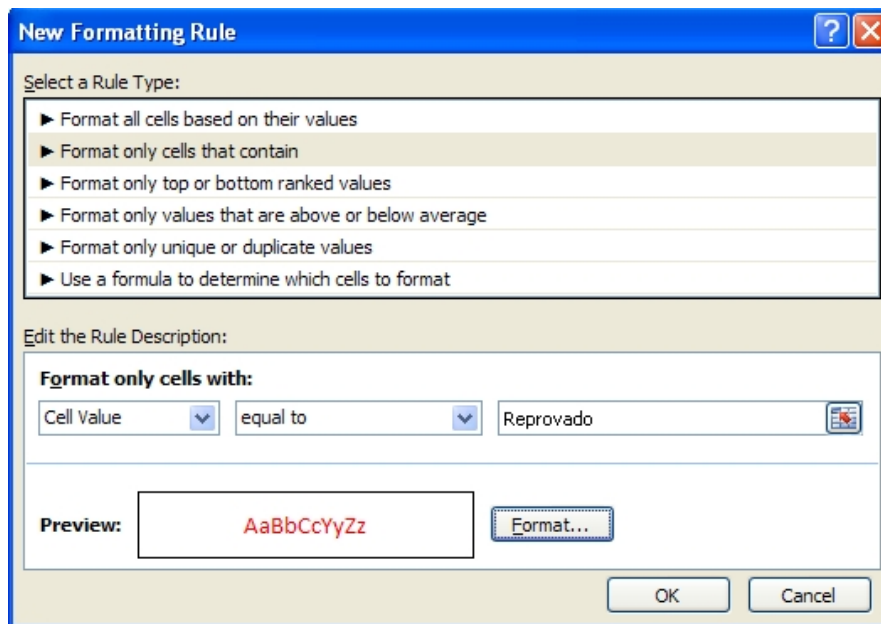 New Formatting Rule
Select a Rule Type:
► Format all cells based on their values
► Format only cells that contain
► Format only top or bottom ranked values
► Format only values that are above or below average
► Format only unique or duplicate values
► Use a formula to determine which cells to format
Edit the Rule Description:
Format only cells with:
Cell Value equal to Reprovado
Preview: AaBbCcYyZz Format...
OK Cancel